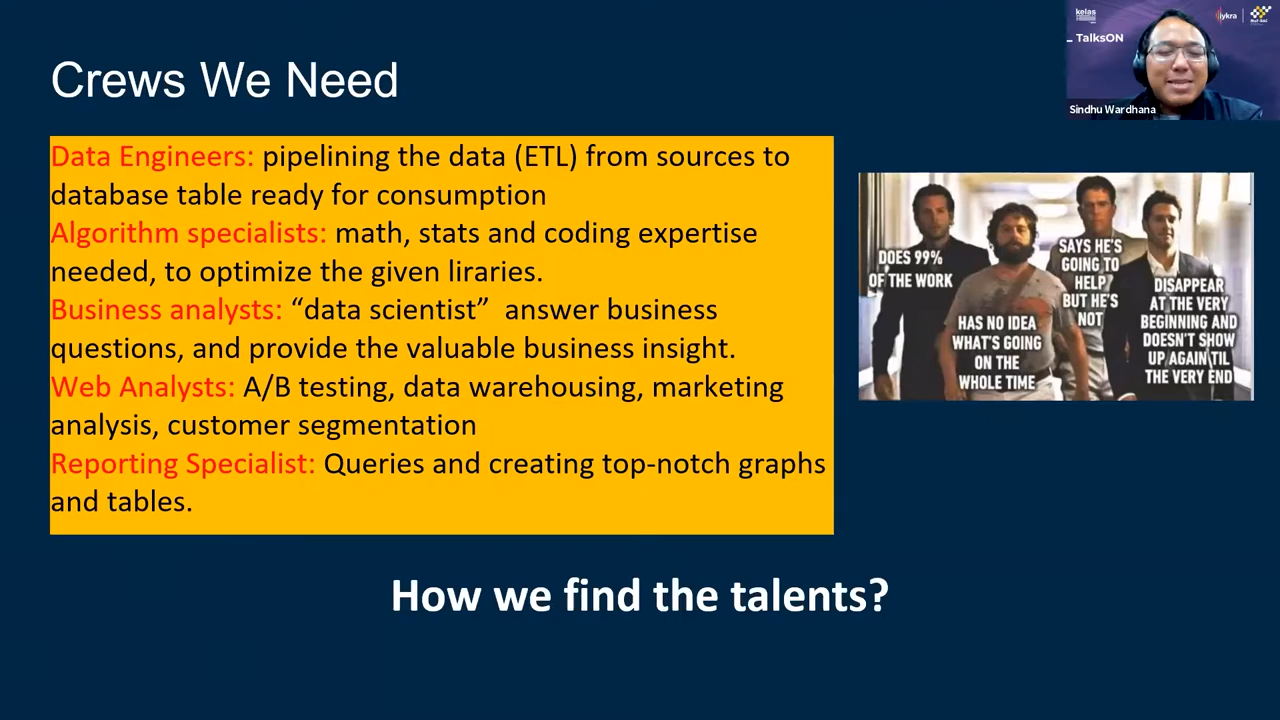 Crews We Need
Data Engineers: pipelining the data (ETL) from sources to
database table ready for consumption
Algorithm specialists: math, stats and coding expertise
needed, to optimize the given liraries.
Business analysts: “data scientist”  answer business
questions, and provide the valuable business insight.
Web Analysts: A/B testing, data warehousing, marketing
analysis, customer segmentation
Reporting Specialist: Queries and creating top-notch graphs
and tables.
How we find the talents?
DOES 99%
OF THE WORK
HAS NO IDEA
WHAT'S GOING
ON THE
WHOLE TIME
SAYS HE'S
GOING TO
HELP
BUT HE'S
NOT
DISAPPEAR
AT THE VERY
BEGINNING AND
DOESN'T SHOW
UP AGAIN TIL
THE VERY END
kelas
iykra
TalksON
Sindhu Wardhana